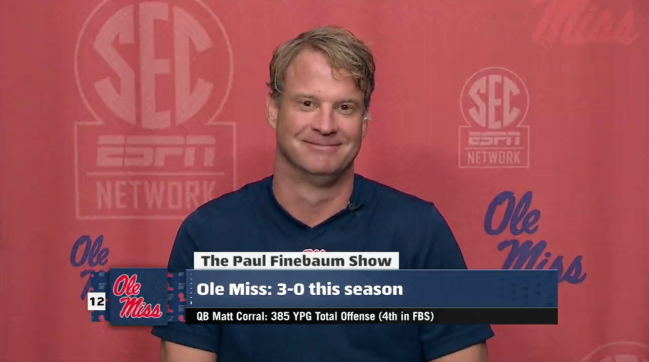 SEC
ESPN
NETWORK
Ole Miss
SEC
ESPN
NETWORK
Miss
Ole
Ole
Miss
The Paul Finebaum Show
12
Ole
Miss
Ole Miss: 3-0 this season
QB Matt Corral: 385 YPG Total Offense (4th in FBS)